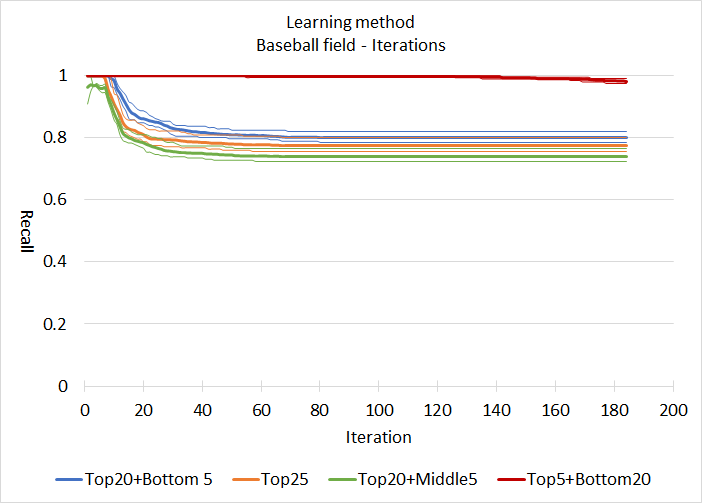 Learning method
Baseball field - Iterations
1
0.8
0.6
0.4
0.2
0
Recall
0 20 40 60 80 100 120 140 160 180 200
Iteration
Top20+Bottom 5 Top25 Top20+Middle5 Top5+Bottom20